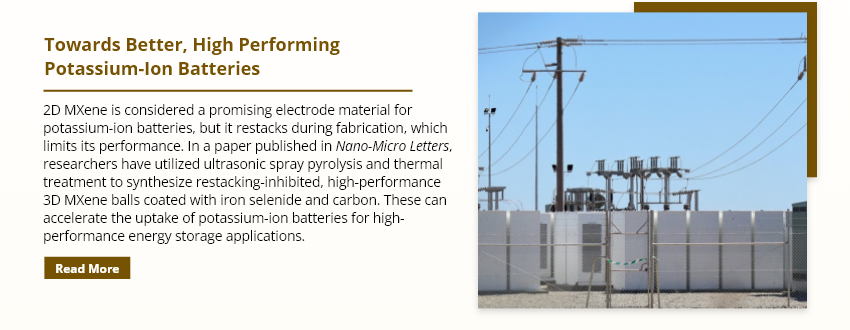 Towards Better, High Performing
Potassium-Ion Batteries
2D MXene is considered a promising electrode material for
potassium-ion batteries, but it restacks during fabrication, which
limits its performance. In a paper published in Nano-Micro Letters,
researchers have utilized ultrasonic spray pyrolysis and thermal
treatment to synthesize restacking-inhibited, high-performance
3D MXene balls coated with iron selenide and carbon. These can
accelerate the uptake of potassium-ion batteries for high-
performance energy storage applications.
Read More